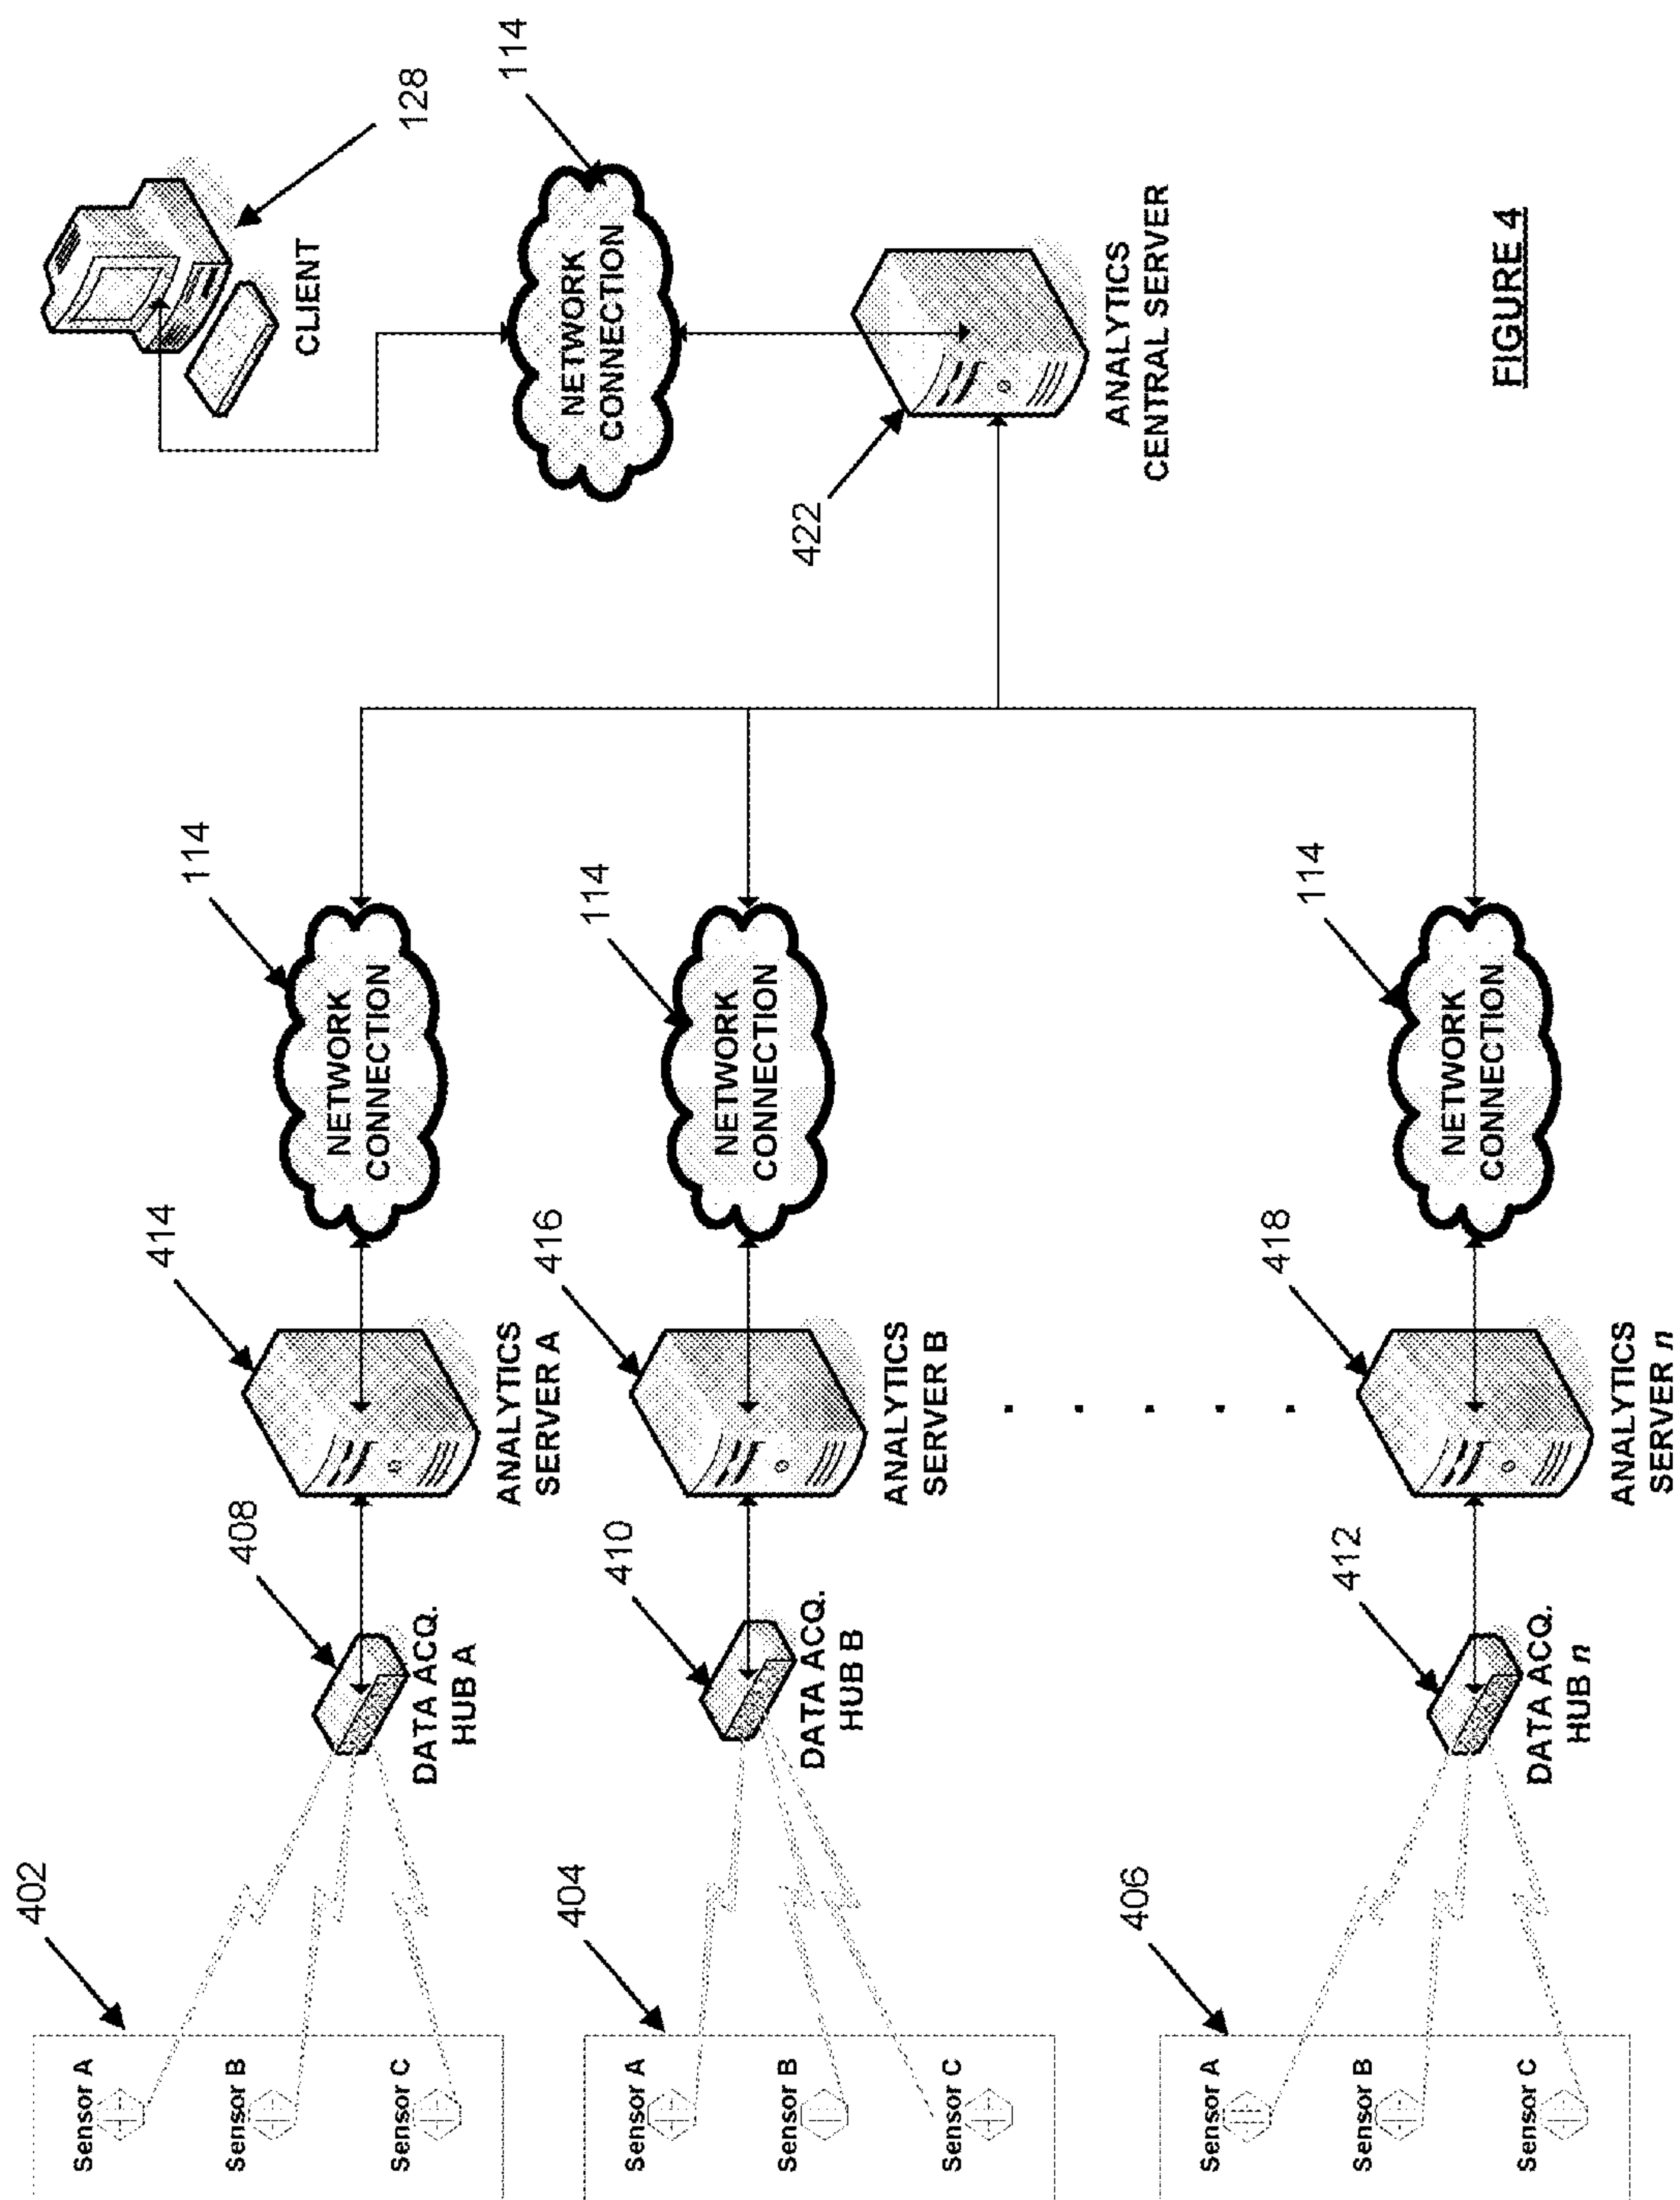 402
Sensor A
Sensor B
Sensor C
408
DATA ACQ.
HUB A
414
ANALYTICS
SERVER A
114
NETWORK
CONNECTION
404
Sensor A
Sensor B
Sensor C
410
DATA ACQ.
HUB B
416
ANALYTICS
SERVER B
114
NETWORK
CONNECTION
406
Sensor A
Sensor B
Sensor C
412
DATA ACQ.
HUB n
418
ANALYTICS
SERVER n
114
NETWORK
CONNECTION
128
CLIENT
114
NETWORK
CONNECTION
422
ANALYTICS
CENTRAL SERVER
FIGURE 4